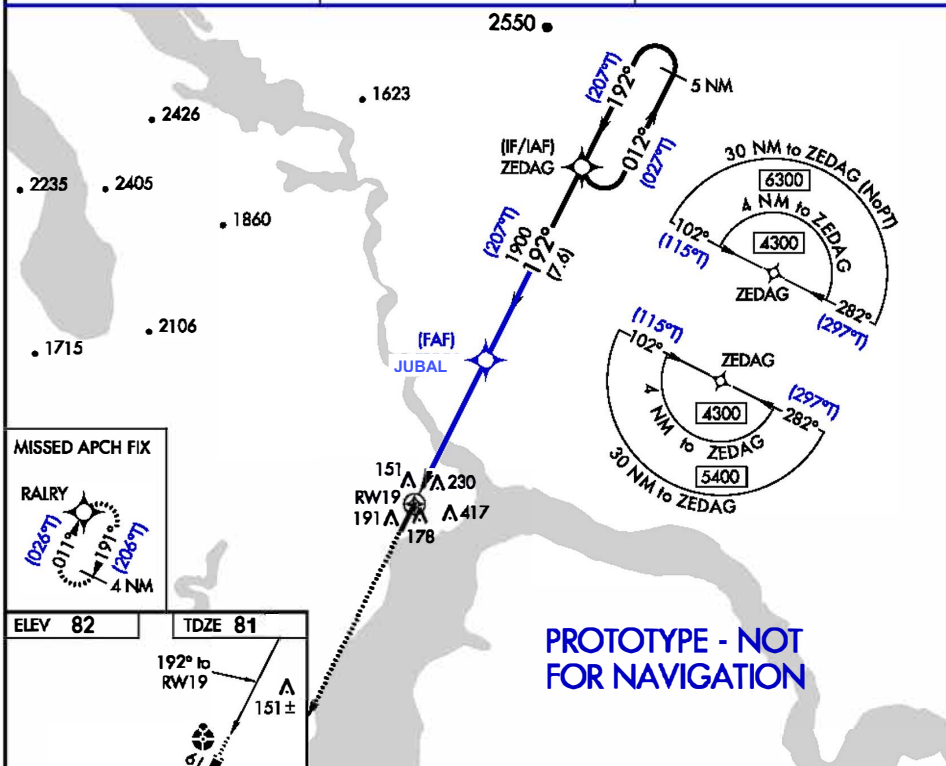 2550
1623
2426
2235
2405
1860
2106
1715
(207°T)
192°
5 NM
012°
(027°T)
(IF/IAF)
ZEDAG
(207°T)
1900
192°
(7.6)
(FAF)
JUBAL
30 NM to ZEDAG (NoPT)
6300
4 NM to ZEDAG
4300
102°
(115°T)
ZEDAG
282°
(297°T)
(115°T)
102°
ZEDAG
(297°T)
282°
4300
4 NM to ZEDAG
5400
30 NM to ZEDAG
MISSED APCH FIX
RALRY
(026°T)
011°
191°
(206°T)
4 NM
151
230
RW19
191
417
178
ELEV 82
TDZE 81
192° to
RW19
151±
19
PROTOTYPE - NOT
FOR NAVIGATION